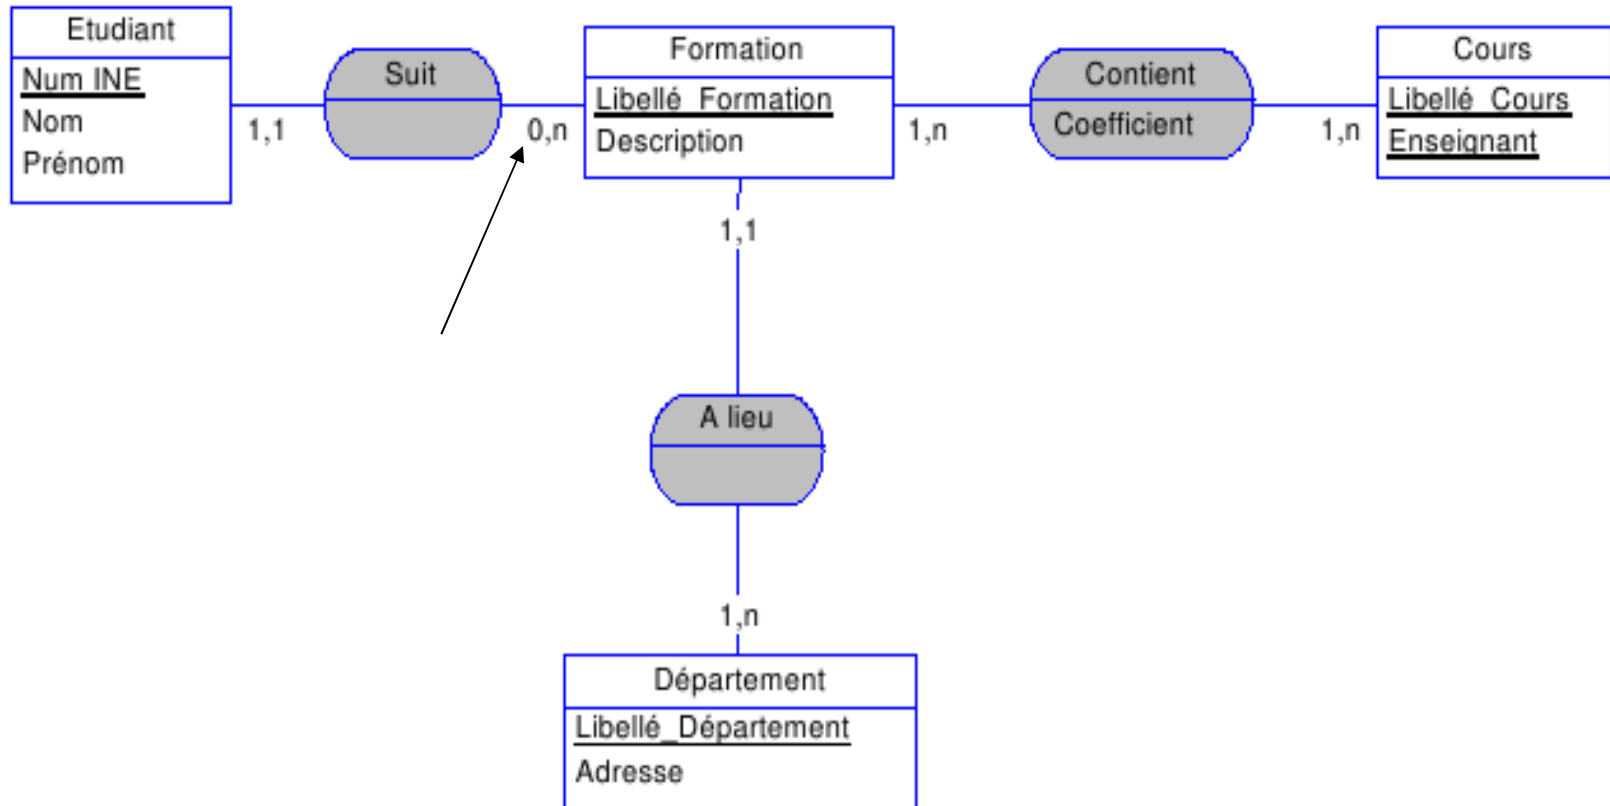 Etudiant
Num INE
Nom
Prénom
1,1
Suit
0,n
Formation
Libellé_Formation
Description
1,n
Contient
Coefficient
1,n
Cours
Libellé_Cours
Enseignant
1,1
A lieu
1,n
Département
Libellé_Département
Adresse